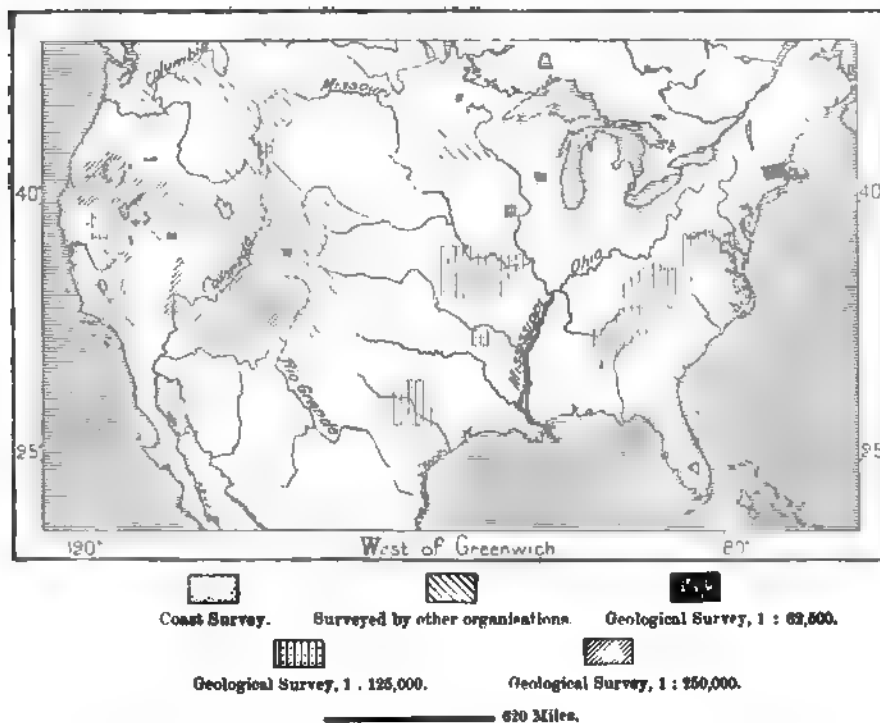 Columbia
Missouri
40°
40°
Colorado
Ohio
Mississippi
Rio Grande
25°
25°
120°
West of Greenwich
80°
Coast Survey.
Surveyed by other organisations.
Geological Survey, 1 : 62,500.
Geological Survey, 1 . 125,000.
Geological Survey, 1 : 250,000.
620 Miles.